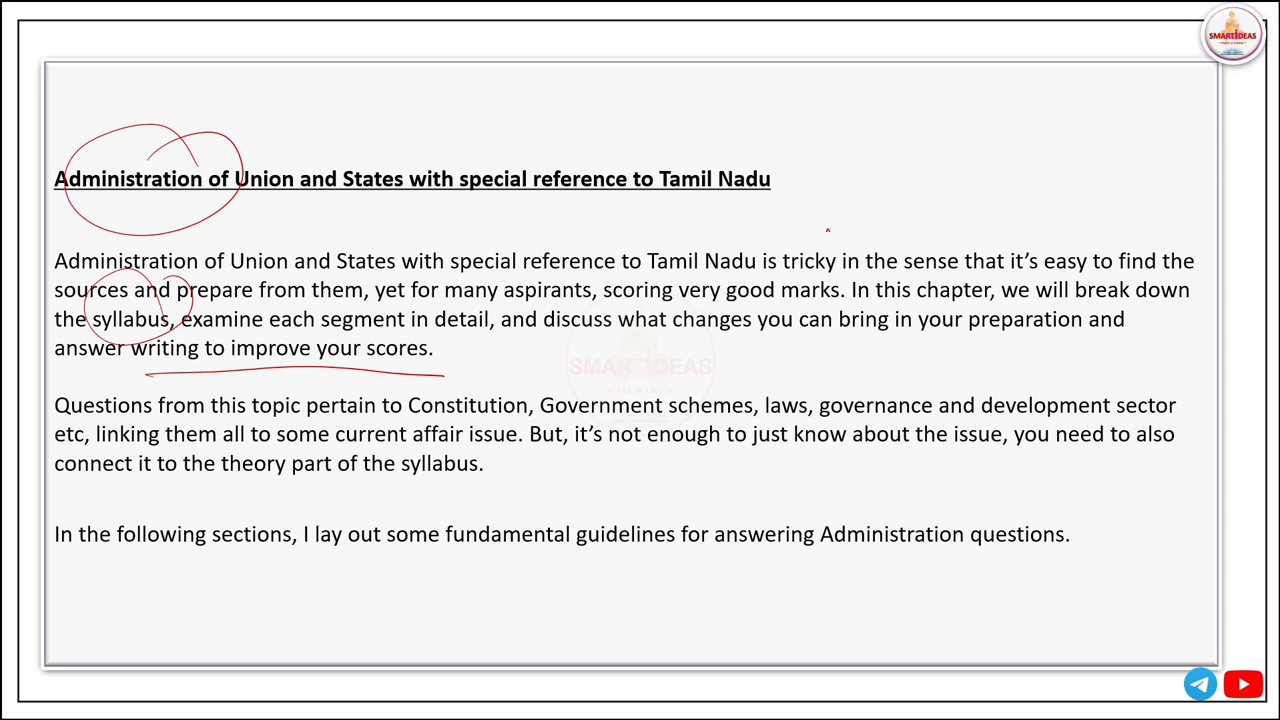 SMARTIDEAS
Administration of Union and States with special reference to Tamil Nadu
Administration of Union and States with special reference to Tamil Nadu is tricky in the sense that it’s easy to find the
sources and prepare from them, yet for many aspirants, scoring very good marks. In this chapter, we will break down
the syllabus, examine each segment in detail, and discuss what changes you can bring in your preparation and
answer writing to improve your scores.
SMARTIDEAS
Questions from this topic pertain to Constitution, Government schemes, laws, governance and development sector
etc, linking them all to some current affair issue. But, it’s not enough to just know about the issue, you need to also
connect it to the theory part of the syllabus.
In the following sections, I lay out some fundamental guidelines for answering Administration questions.